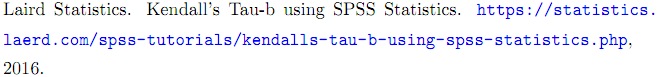 Laird Statistics. Kendall's Tau-b using SPSS Statistics. https://statistics.
laerd.com/spss-tutorials/kendalls-tau-b-using-spss-statistics.php,
2016.